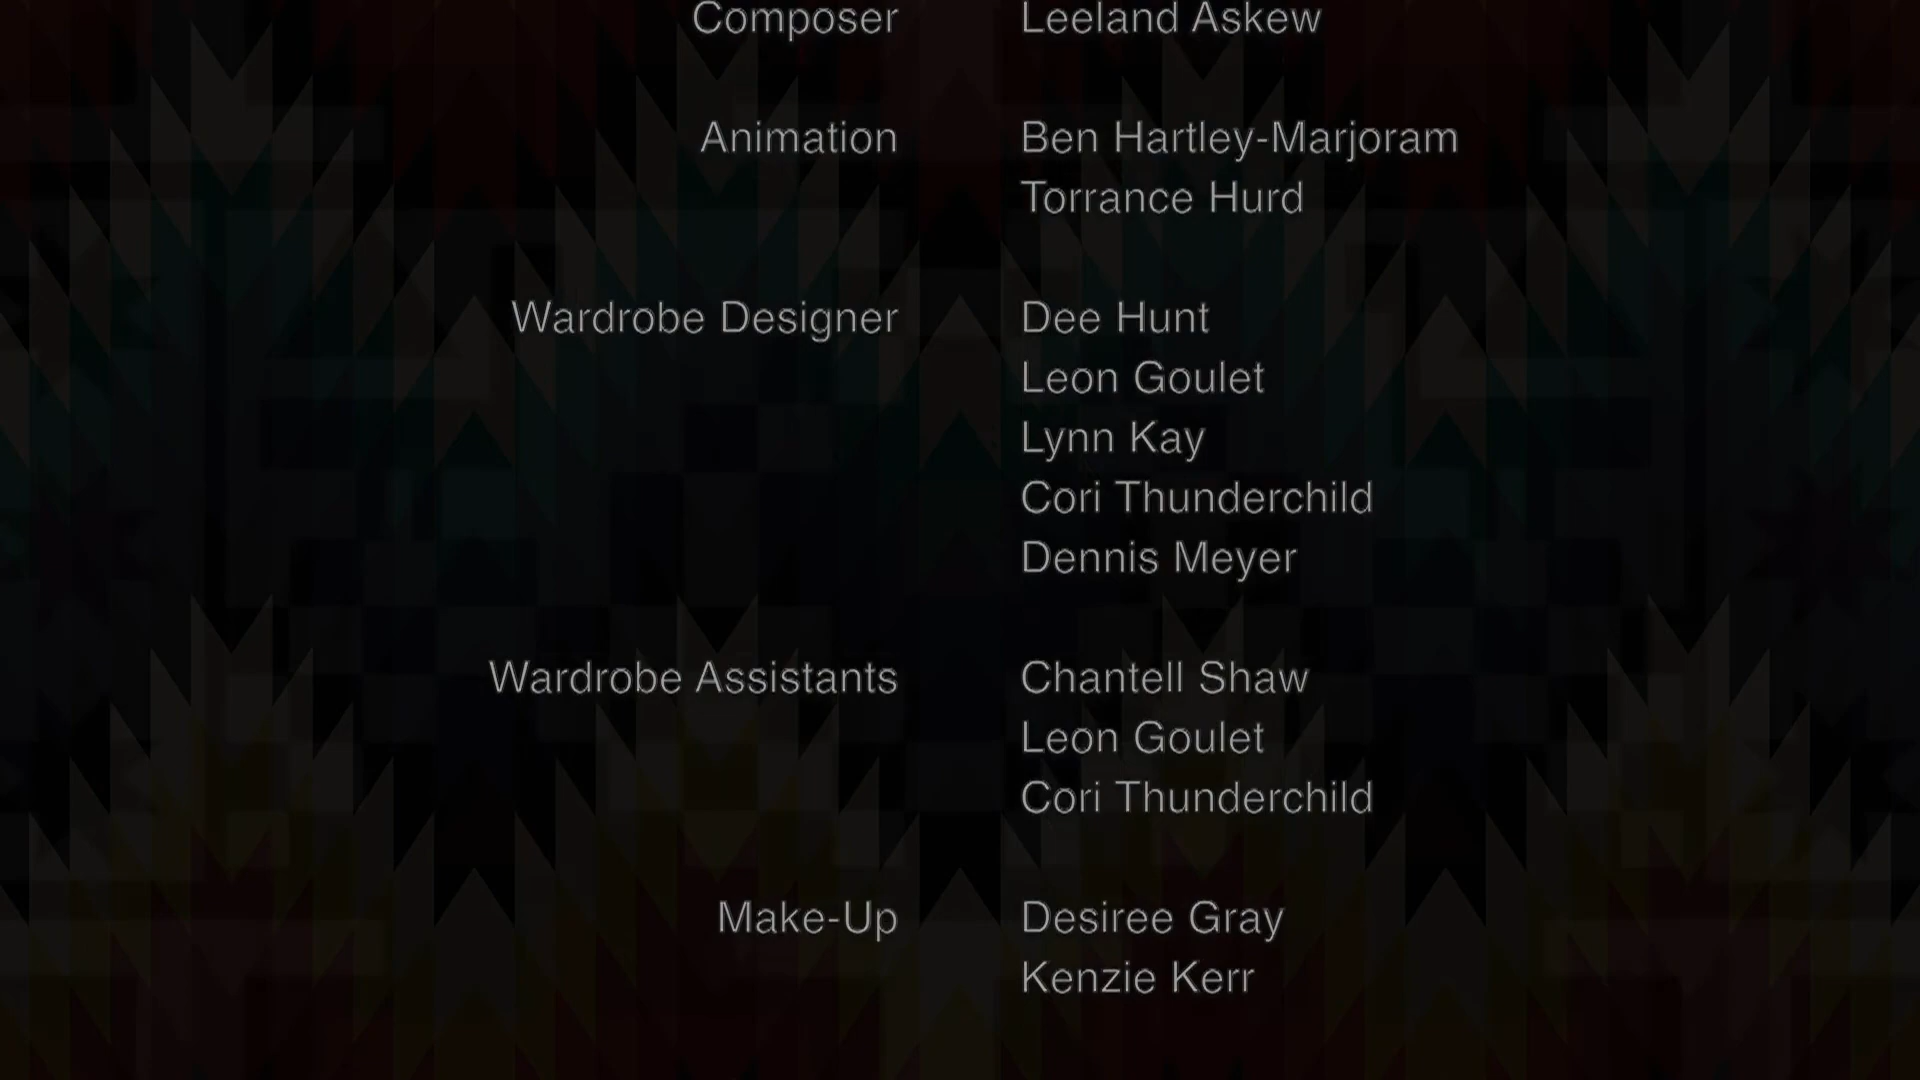 Composer Leeland Askew
Animation Ben Hartley-Marjoram
Torrance Hurd
Wardrobe Designer Dee Hunt
Leon Goulet
Lynn Kay
Cori Thunderchild
Dennis Meyer
Wardrobe Assistants Chantell Shaw
Leon Goulet
Cori Thunderchild
Make-Up Desiree Gray
Kenzie Kerr